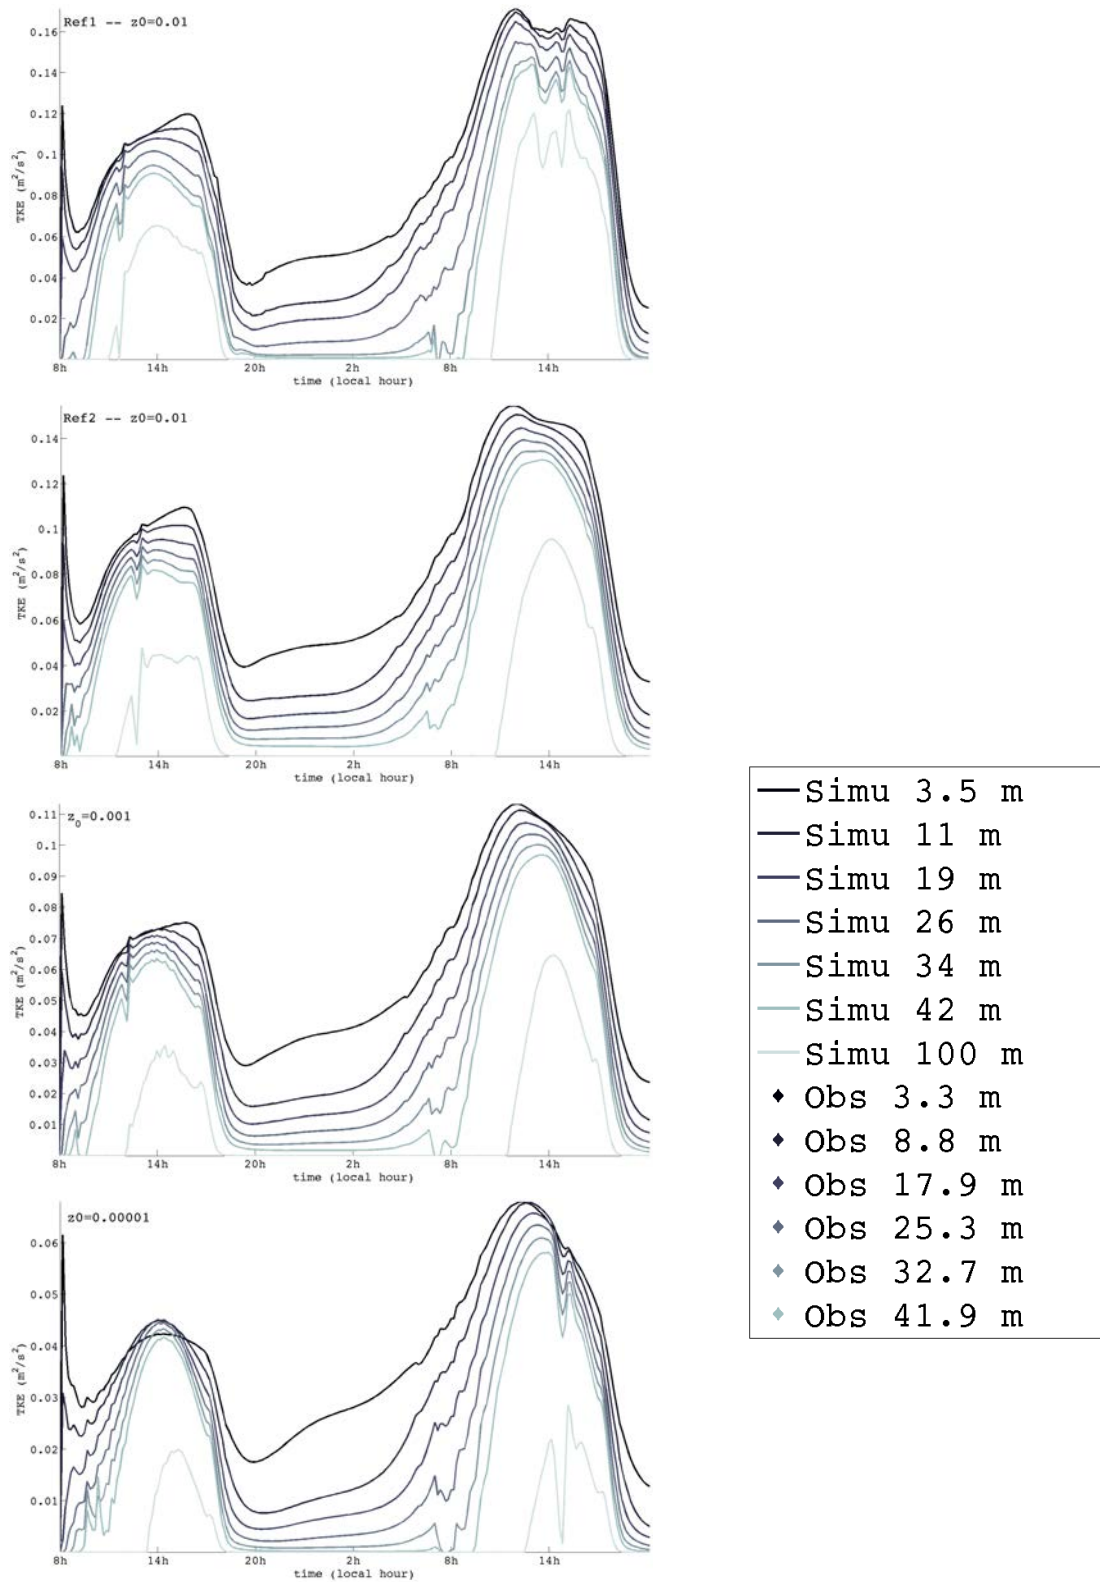 Ref1 -- z0=0.01
0.16
0.14
0.12
0.1
0.08
0.06
0.04
0.02
TKE (m²/s²)
8h 14h 20h 2h 8h 14h
time (local hour)
Ref2 -- z0=0.01
0.14
0.12
0.1
0.08
0.06
0.04
0.02
TKE (m²/s²)
8h 14h 20h 2h 8h 14h
time (local hour)
z₀=0.001
0.11
0.1
0.09
0.08
0.07
0.06
0.05
0.04
0.03
0.02
0.01
TKE (m²/s²)
8h 14h 20h 2h 8h 14h
time (local hour)
z0=0.00001
0.06
0.05
0.04
0.03
0.02
0.01
TKE (m²/s²)
8h 14h 20h 2h 8h 14h
time (local hour)
Simu 3.5 m
Simu 11 m
Simu 19 m
Simu 26 m
Simu 34 m
Simu 42 m
Simu 100 m
Obs 3.3 m
Obs 8.8 m
Obs 17.9 m
Obs 25.3 m
Obs 32.7 m
Obs 41.9 m